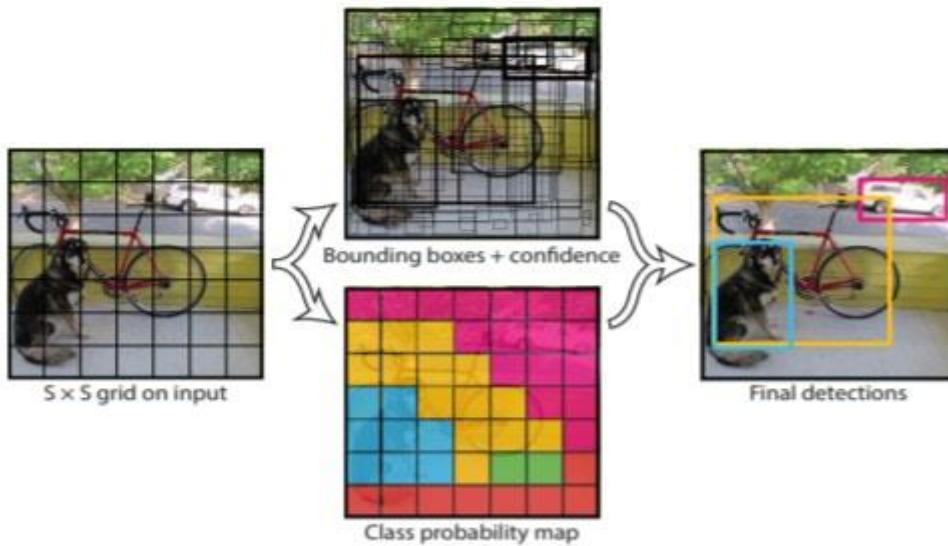 Bounding boxes + confidence
S × S grid on input
Final detections
Class probability map